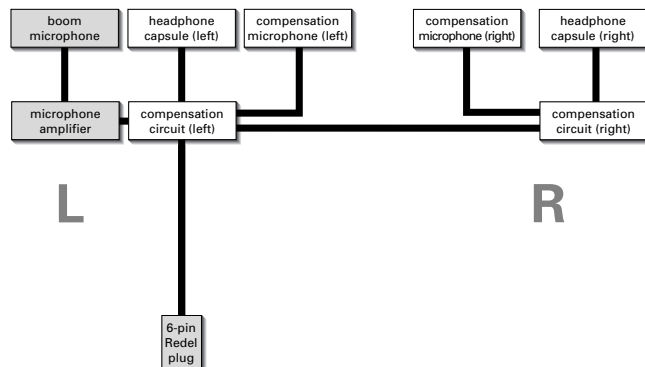 boom
microphone
headphone
capsule (left)
compensation
microphone (left)
compensation
microphone (right)
headphone
capsule (right)
microphone
amplifier
compensation
circuit (left)
compensation
circuit (right)
L
R
6-pin
Redel
plug